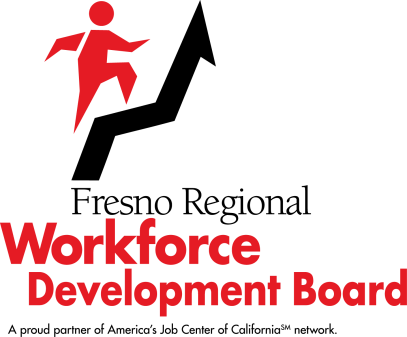 Fresno Regional
Workforce
Development Board
A proud partner of America's Job Center of California℠ network.